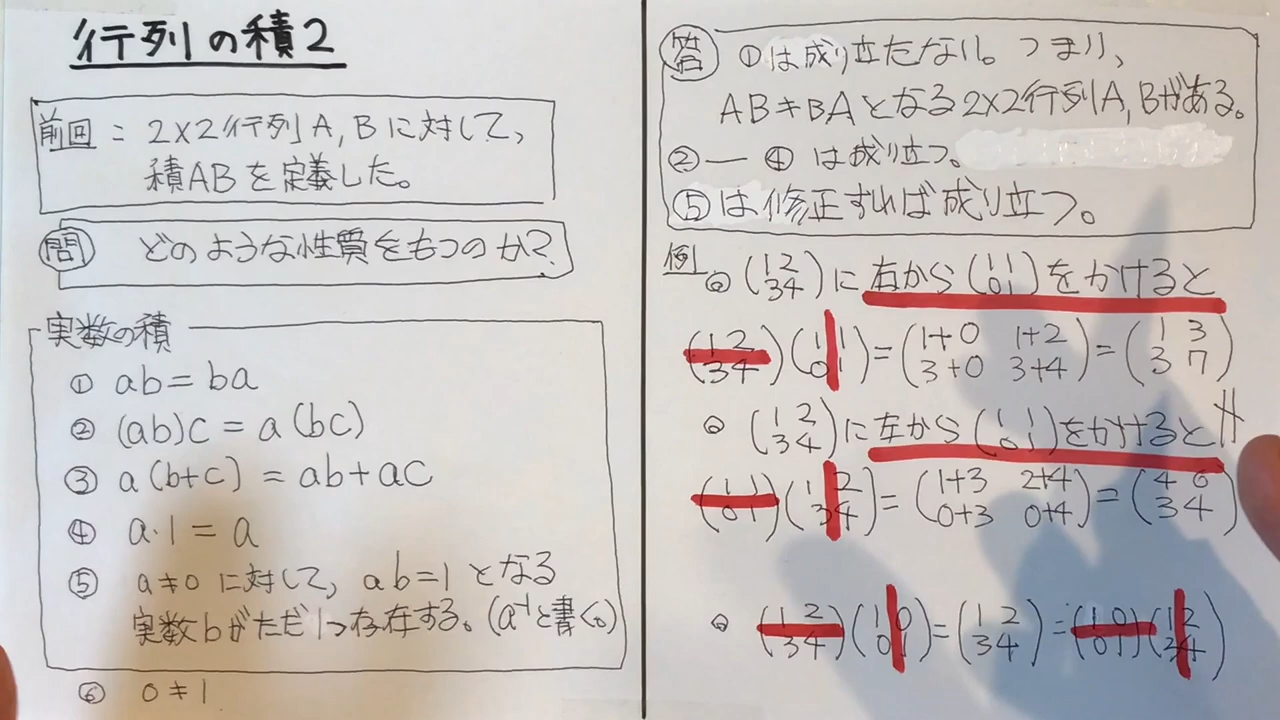 行列の積2
前回 : 2×2行列A, Bに対して、
積ABを定義した。
問 どのような性質をもつのか?
実数の積
① ab = ba
② (ab)c = a(bc)
③ a(b+c) = ab+ac
④ a・1 = a
⑤ a≠0 に対して、ab=1 となる
実数bがただ1つ存在する。(a⁻¹と書く。)
⑥ 0≠1
答 ①は成り立たない。つまり、
AB≠BAとなる2×2行列A, Bがある。
②―④は成り立つ。
⑤は修正すれば成り立つ。
例 。(1 2
3 4)に右から(1 1
0 1)をかけると
(1 2
3 4)(1 1
0 1)=(1+0 1+2
3+0 3+4)=(1 3
3 7)
。(1 2
3 4)に左から(1 1
0 1)をかけると
(1 1
0 1)(1 2
3 4)=(1+3 2+4
0+3 0+4)=(4 6
3 4)
。(1 2
3 4)(1 0
0 1)=(1 2
3 4)=(1 0
0 1)(1 2
3 4)